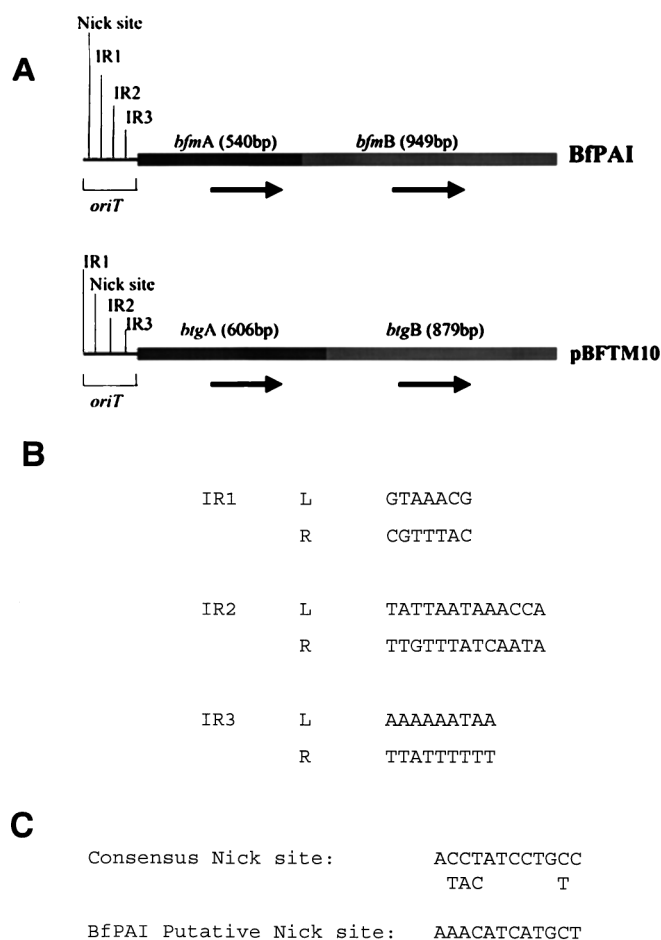 A
Nick site
IR1
IR2
IR3
bfmA (540bp)
bfmB (949bp)
BfPAI
oriT
IR1
Nick site
IR2
IR3
btgA (606bp)
btgB (879bp)
pBFTM10
oriT
B
IR1 L GTAAACG
R CGTTTAC
IR2 L TATTAATAAACCA
R TTGTTTATCAATA
IR3 L AAAAAATAA
R TTATTTTTT
C
Consensus Nick site: ACCTATCCTGCC
TAC T
BfPAI Putative Nick site: AAACATCATGCT